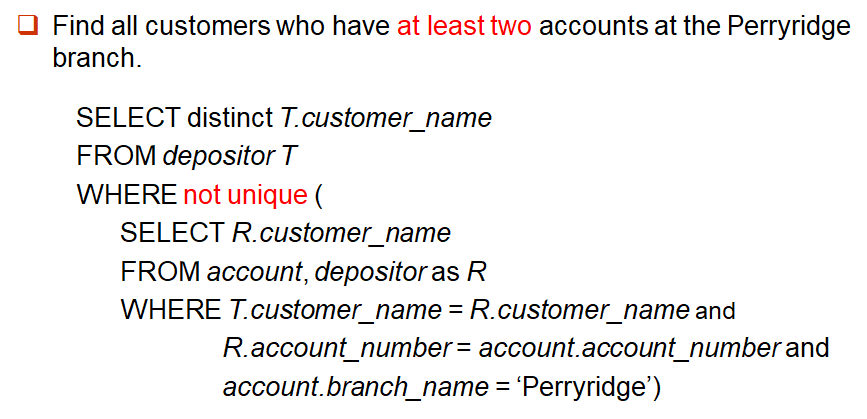 Find all customers who have at least two accounts at the Perryridge
branch.
SELECT distinct T.customer_name
FROM depositor T
WHERE not unique (
SELECT R.customer_name
FROM account, depositor as R
WHERE T.customer_name = R.customer_name and
R.account_number = account.account_number and
account.branch_name = ‘Perryridge’)